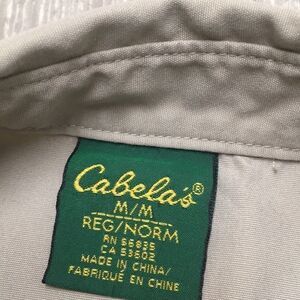 Cabela's®
M/M
REG/NORM
RN 56835
CA 53602
MADE IN CHINA/
FABRIQUÉ EN CHINE